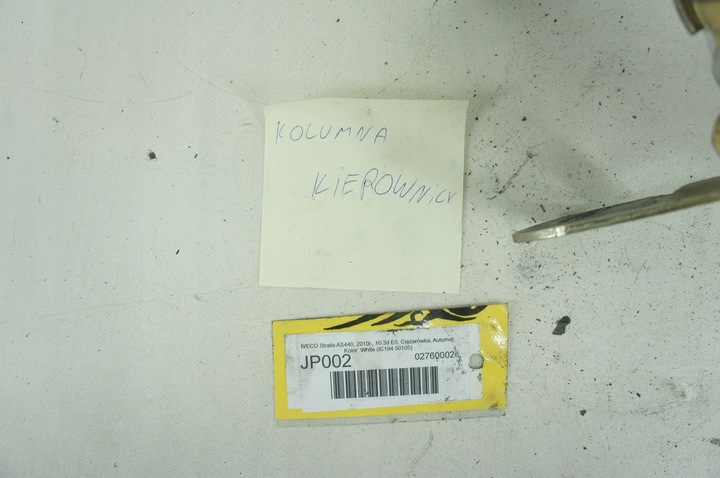 KOLUMNA
KIEROWNICY
IVECO Stralis AS440, 2010r., 10.3d E5, Ciężarówka, Automat,
Kolor: White (IC194 50105)
JP002
02760002